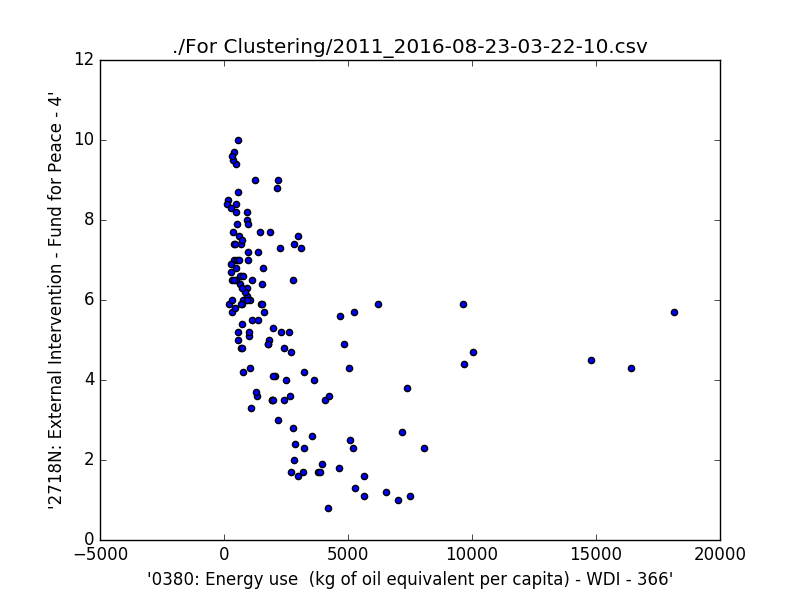 ./For Clustering/2011_2016-08-23-03-22-10.csv
12
10
8
6
4
2
0
'2718N: External Intervention - Fund for Peace - 4'
−5000 0 5000 10000 15000 20000
'0380: Energy use  (kg of oil equivalent per capita) - WDI - 366'